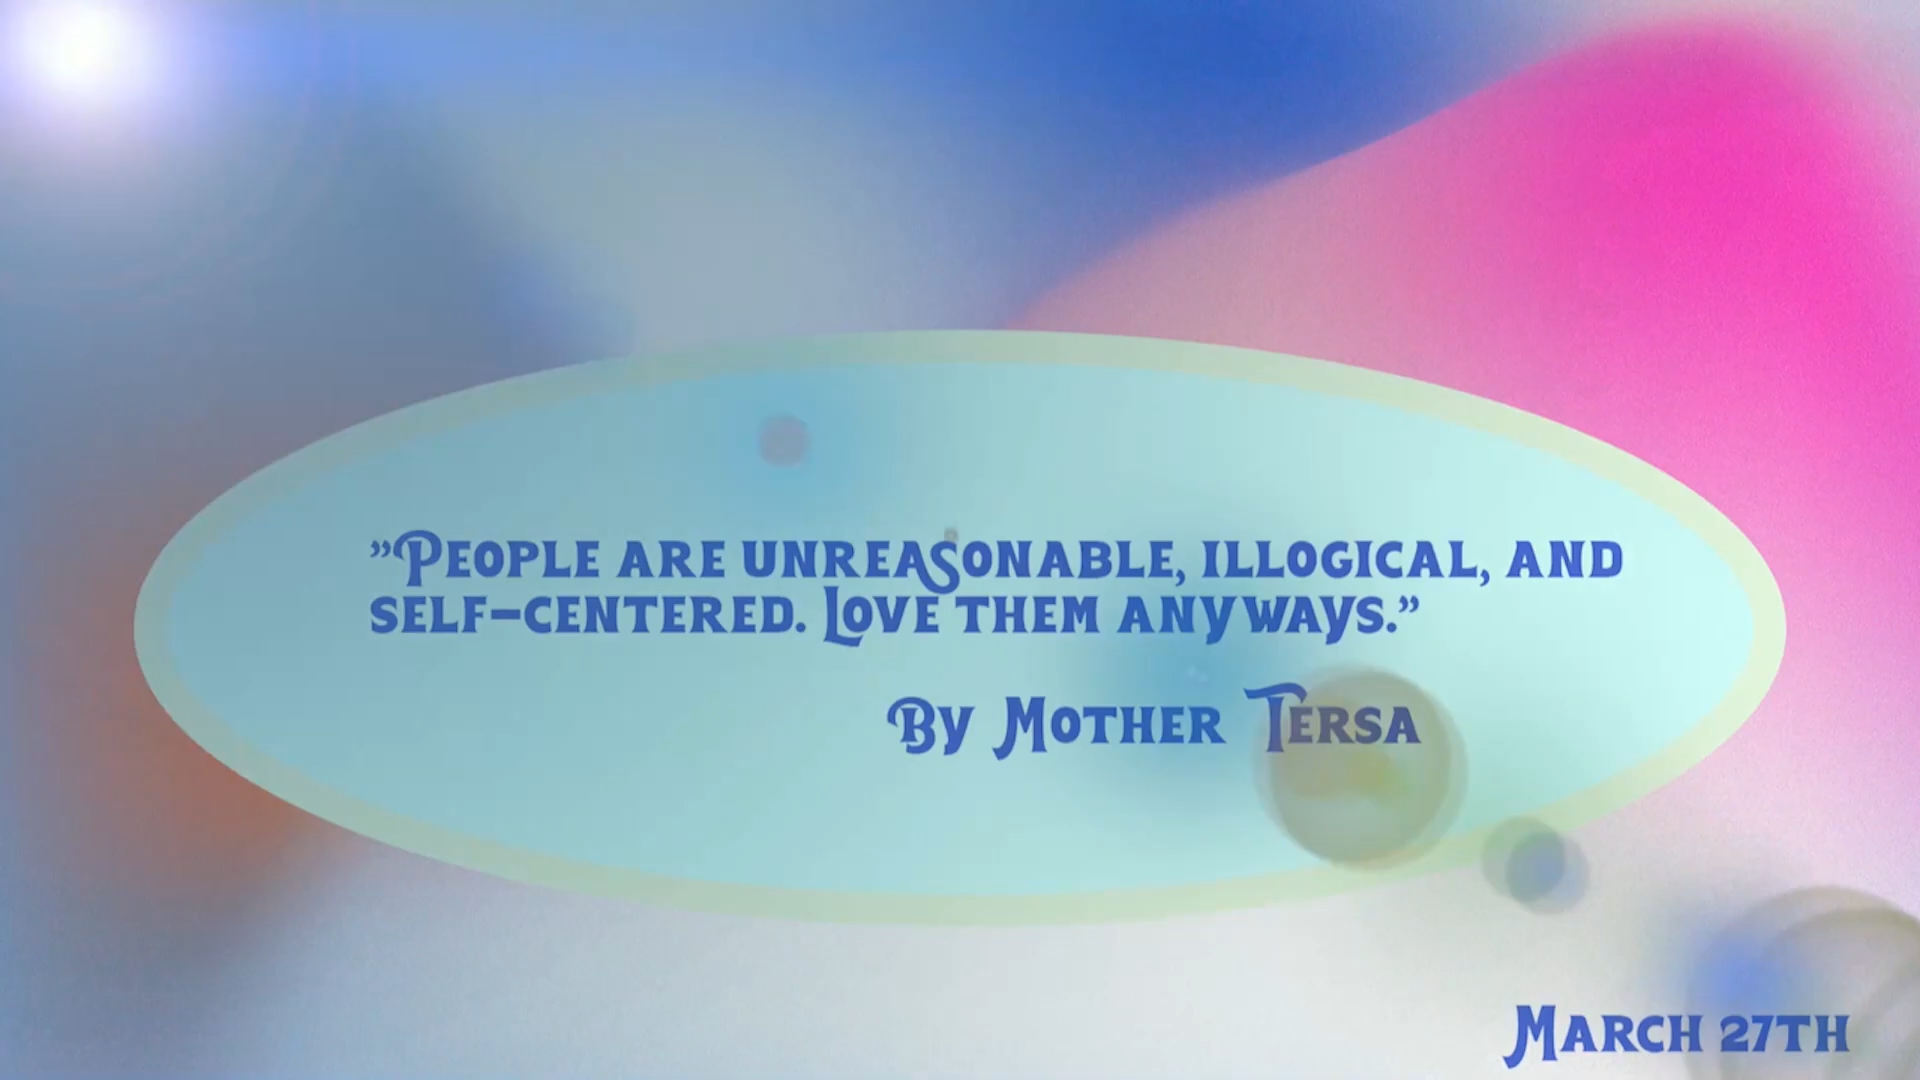 ”People are unreasonable, illogical, and
self-centered. Love them anyways.”
By Mother Tersa
March 27th